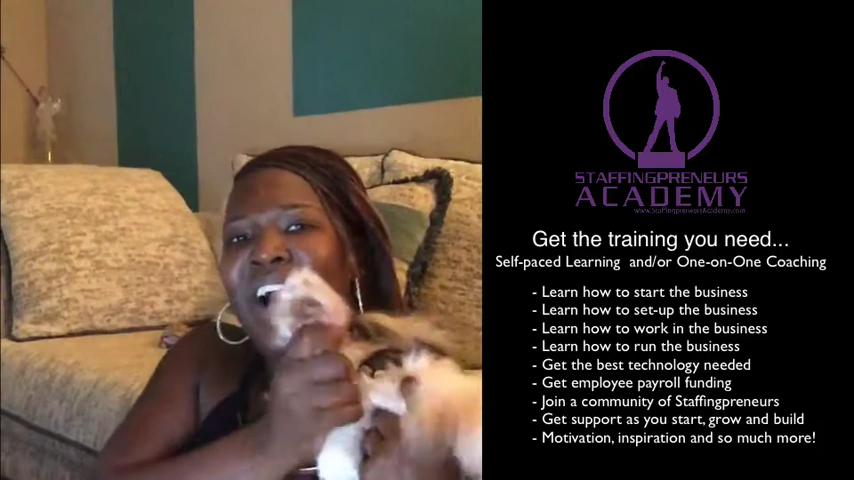 STAFFINGPRENEURS
ACADEMY
www.StaffingpreneursAcademy.com
Get the training you need...
Self-paced Learning and/or One-on-One Coaching
- Learn how to start the business
- Learn how to set-up the business
- Learn how to work in the business
- Learn how to run the business
- Get the best technology needed
- Get employee payroll funding
- Join a community of Staffingpreneurs
- Get support as you start, grow and build
- Motivation, inspiration and so much more!